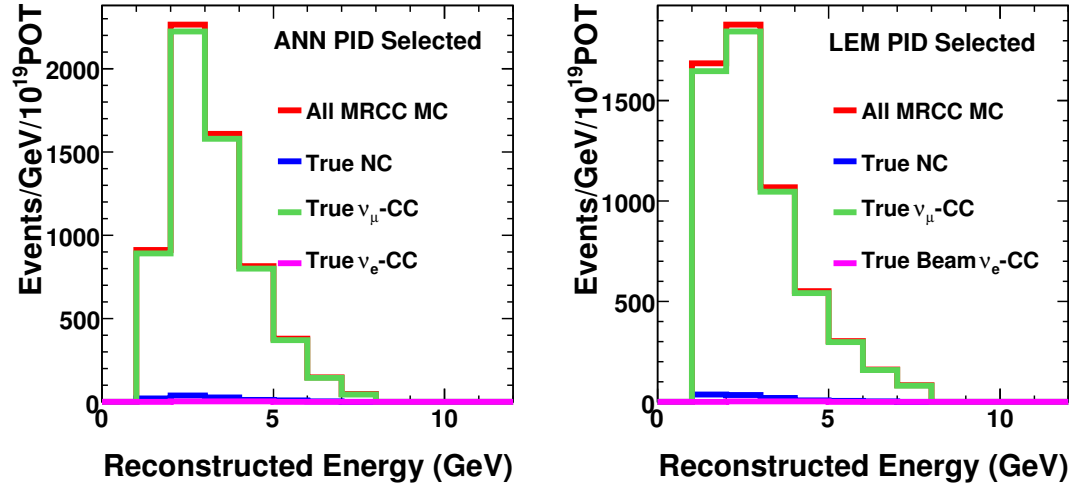 ANN PID Selected
All MRCC MC
True NC
True νμ-CC
True νe-CC
Events/GeV/10¹⁹POT
2000
1500
1000
500
0
0 5 10
Reconstructed Energy (GeV)
LEM PID Selected
All MRCC MC
True NC
True νμ-CC
True Beam νe-CC
Events/GeV/10¹⁹POT
1500
1000
500
0
0 5 10
Reconstructed Energy (GeV)